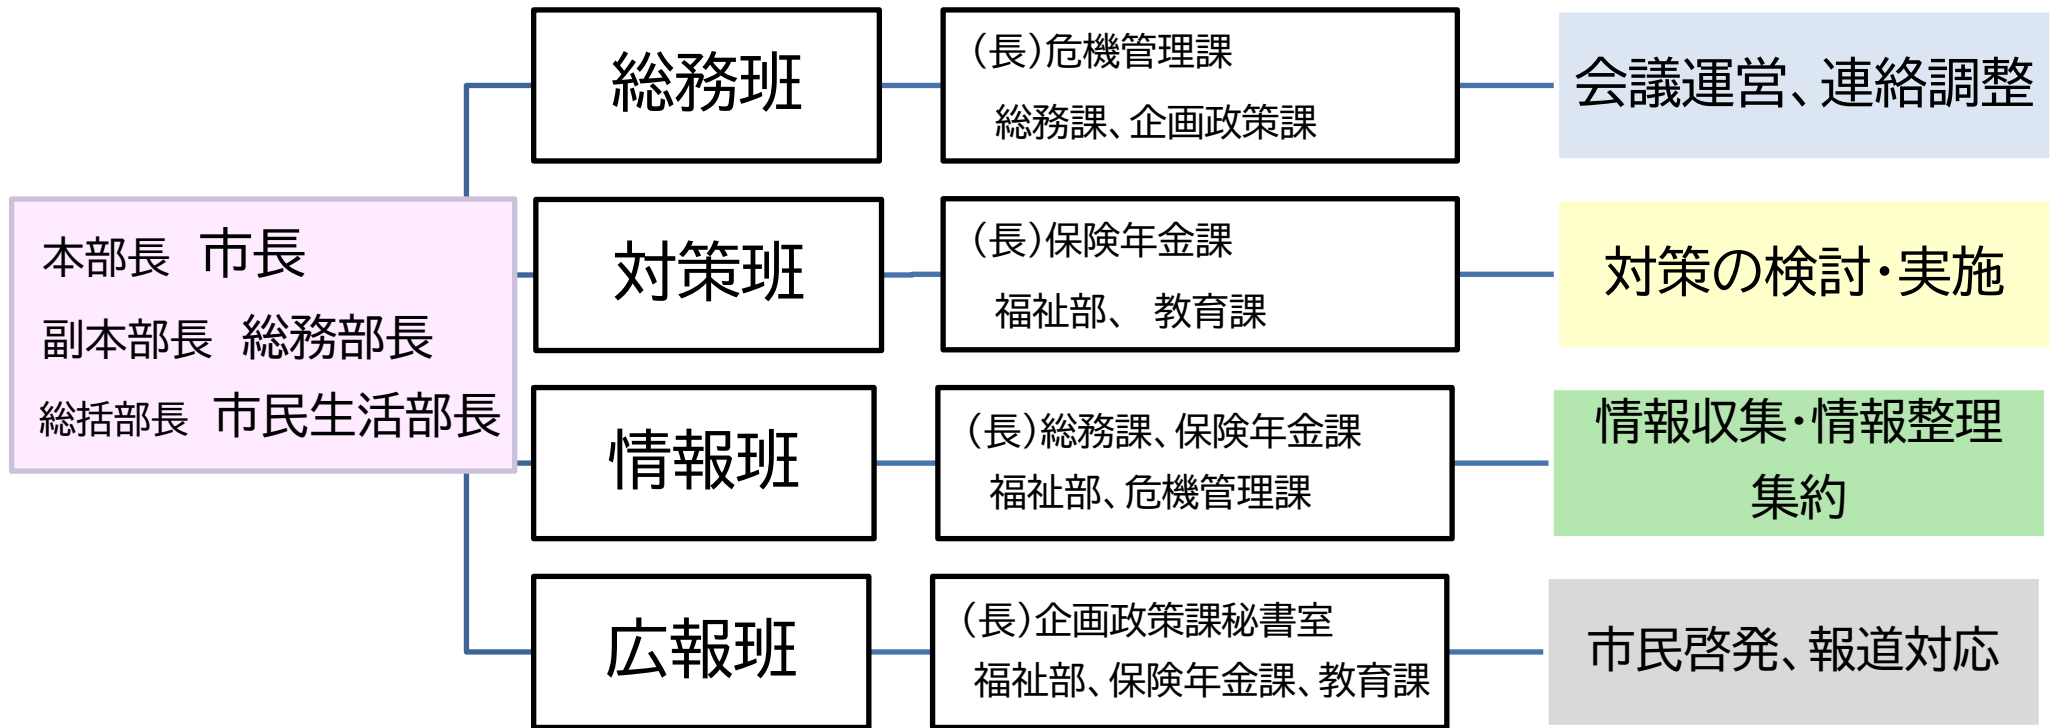 本部長 市長
副本部長 総務部長
総括部長 市民生活部長
総務班
（長）危機管理課
総務課、企画政策課
会議運営、連絡調整
対策班
（長）保険年金課
福祉部、 教育課
対策の検討・実施
情報班
（長）総務課、保険年金課
福祉部、危機管理課
情報収集・情報整理
集約
広報班
（長）企画政策課秘書室
福祉部、保険年金課、教育課
市民啓発、報道対応